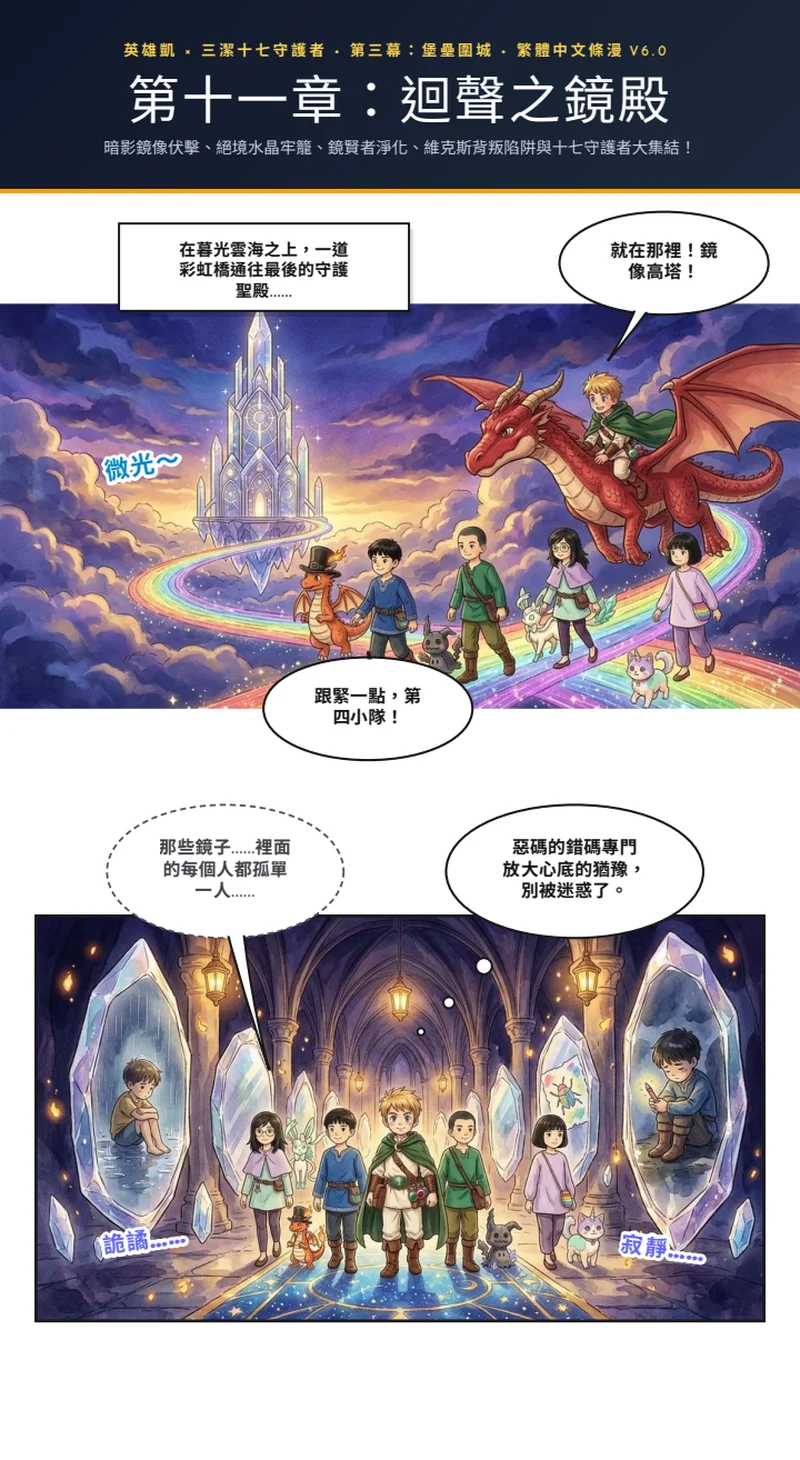 英雄凱 × 三潔十七守護者 · 第三幕：堡壘圍城 · 繁體中文條漫 V6.0
第十一章：迴聲之鏡殿
暗影鏡像伏擊、絕境水晶牢籠、鏡賢者淨化、維克斯背叛陷阱與十七守護者大集結！
在暮光雲海之上，一道
彩虹橋通往最後的守護
聖殿……
就在那裡！鏡
像高塔！
微光～
跟緊一點，第
四小隊！
那些鏡子……裡面
的每個人都孤單
一人……
惡碼的錯碼專門
放大心底的猶豫，
別被迷惑了。
詭譎……
寂靜……